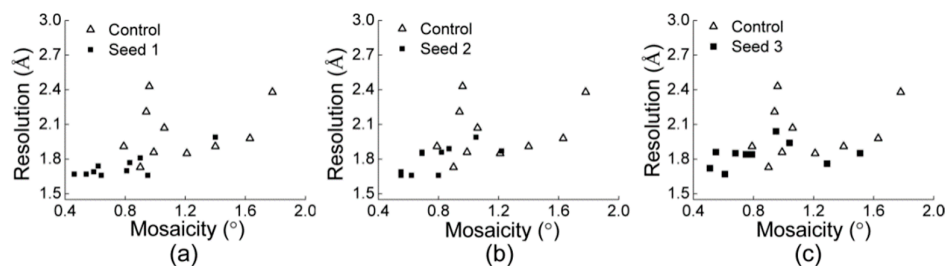 Resolution (Å)
3.0
2.7
2.4
2.1
1.8
1.5
△ Control
■ Seed 1
0.4 0.8 1.2 1.6 2.0
Mosaicity (°)
(a)
Resolution (Å)
3.0
2.7
2.4
2.1
1.8
1.5
△ Control
■ Seed 2
0.4 0.8 1.2 1.6 2.0
Mosaicity (°)
(b)
Resolution (Å)
3.0
2.7
2.4
2.1
1.8
1.5
△ Control
■ Seed 3
0.4 0.8 1.2 1.6 2.0
Mosaicity (°)
(c)